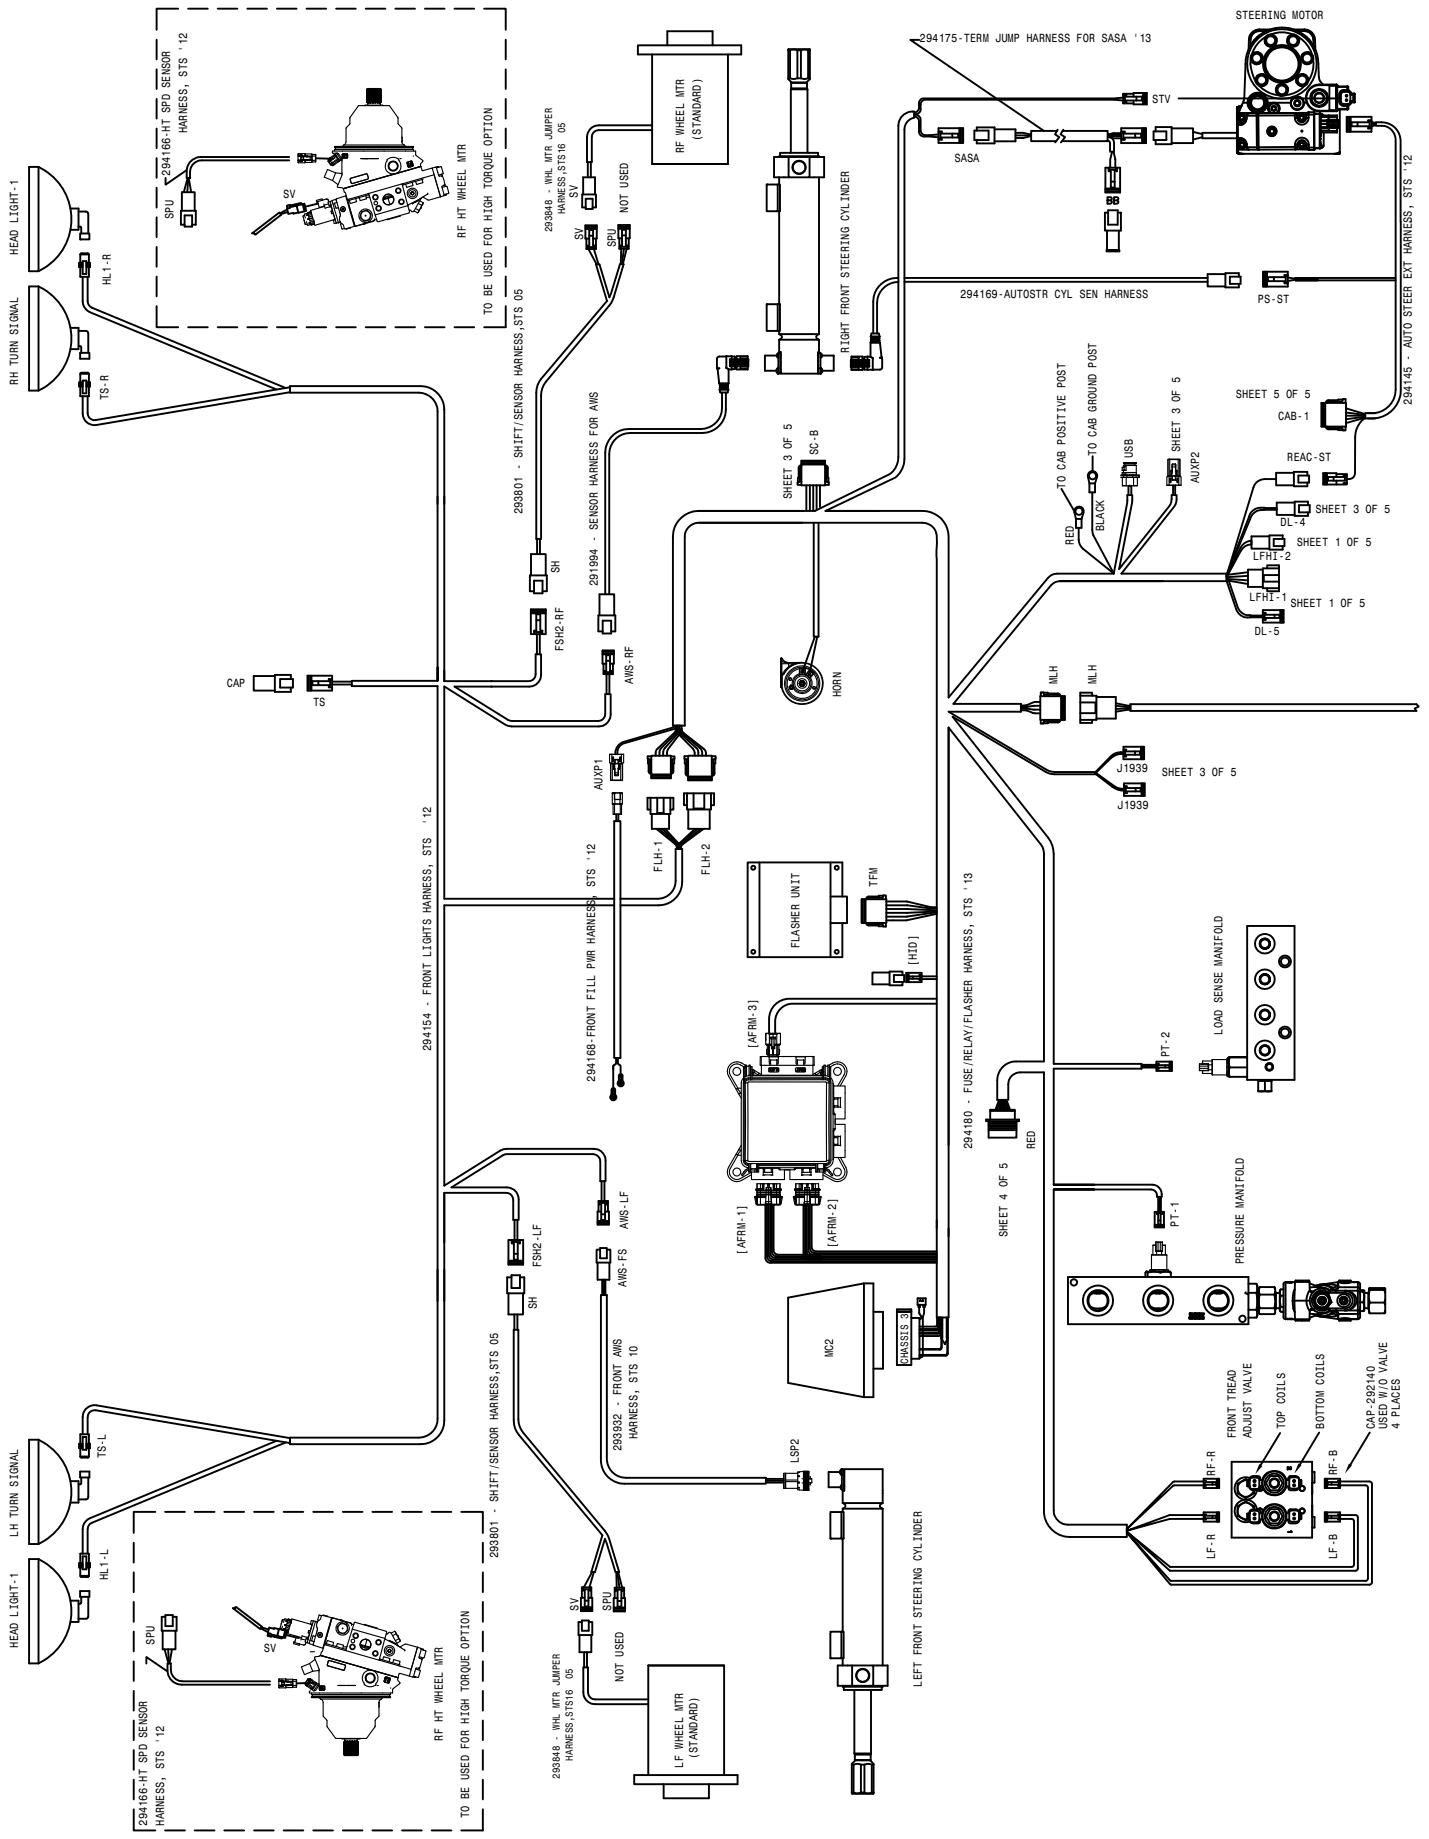 HEAD LIGHT-1
HL1-R
RH TURN SIGNAL
TS-R
294166-HT SPD SENSOR
HARNESS, STS '12
SPU
SV
RF HT WHEEL MTR
TO BE USED FOR HIGH TORQUE OPTION
293848 - WHL MTR JUMPER
HARNESS,STS16 05
SV
RF WHEEL MTR
(STANDARD)
SV
SPU
NOT USED
293801 - SHIFT/SENSOR HARNESS,STS 05
SH
FSH2-RF
291994 - SENSOR HARNESS FOR AWS
AWS-RF
CAP
TS
RIGHT FRONT STEERING CYLINDER
294175-TERM JUMP HARNESS FOR SASA '13
STEERING MOTOR
STV
SASA
BB
294169-AUTOSTR CYL SEN HARNESS
PS-ST
294145 - AUTO STEER EXT HARNESS, STS '12
SHEET 5 OF 5
CAB-1
REAC-ST
DL-4
SHEET 3 OF 5
LFHI-2
SHEET 1 OF 5
LFHI-1
SHEET 1 OF 5
DL-5
TO CAB POSITIVE POST
RED
TO CAB GROUND POST
BLACK
USB
SHEET 3 OF 5
AUXP2
SHEET 3 OF 5
SC-B
HORN
MLH
MLH
J1939
J1939
SHEET 3 OF 5
AUXP1
FLH-1
FLH-2
294154 - FRONT LIGHTS HARNESS, STS '12
294168-FRONT FILL PWR HARNESS, STS '12
FLASHER UNIT
TFM
[HID]
[AFRM-3]
[AFRM-1]
[AFRM-2]
294180 - FUSE/RELAY/FLASHER HARNESS, STS '13
MC2
CHASSIS 3
SHEET 4 OF 5
RED
PT-2
LOAD SENSE MANIFOLD
PT-1
PRESSURE MANIFOLD
FRONT TREAD
ADJUST VALVE
TOP COILS
BOTTOM COILS
CAP-292140
USED W/O VALVE
4 PLACES
RF-R
LF-R
RF-B
LF-B
AWS-LF
FSH2-LF
AWS-FS
SH
293932 - FRONT AWS
HARNESS, STS 10
293801 - SHIFT/SENSOR HARNESS,STS 05
LSP2
LEFT FRONT STEERING CYLINDER
SV
SPU
NOT USED
293848 - WHL MTR JUMPER
HARNESS,STS16 05
LF WHEEL MTR
(STANDARD)
LH TURN SIGNAL
TS-L
HEAD LIGHT-1
HL1-L
294166-HT SPD SENSOR
HARNESS, STS '12
SPU
SV
RF HT WHEEL MTR
TO BE USED FOR HIGH TORQUE OPTION